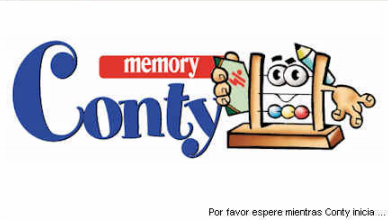 memory
Conty
Por favor espere mientras Conty inicia ...